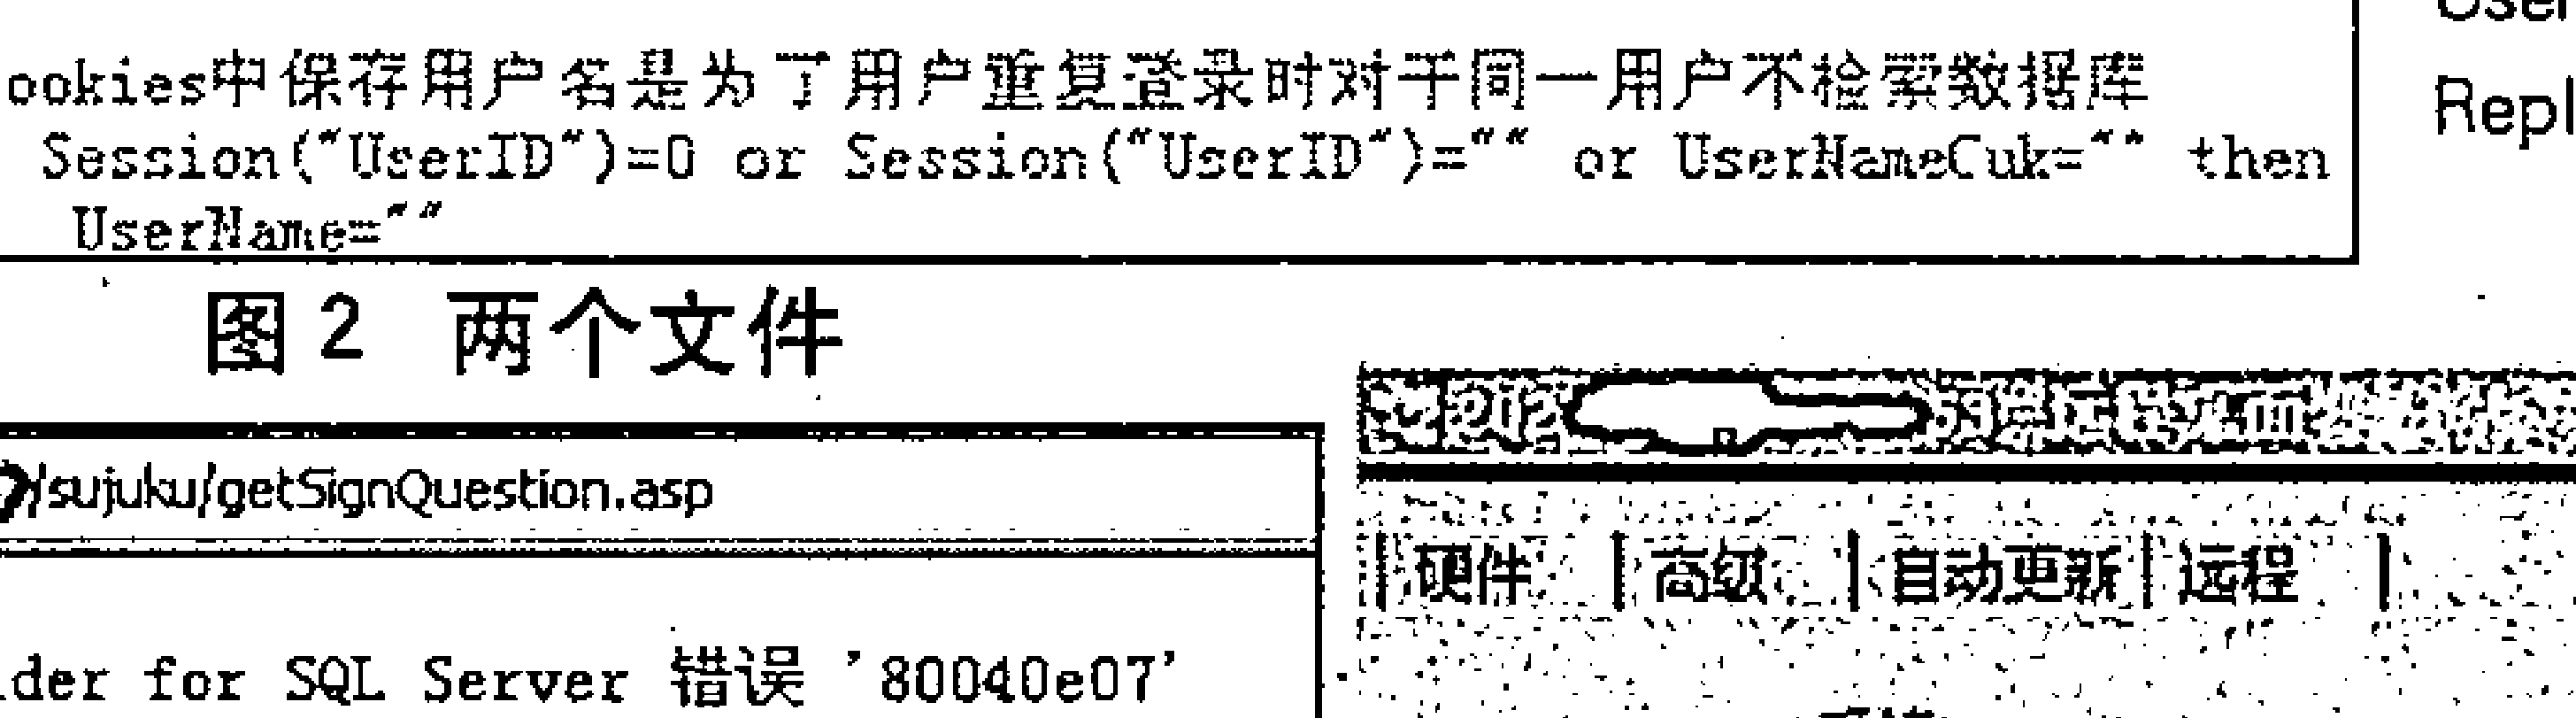 ookies中保存用户名是为了用户重复登录时对于同一用户不检索数据库
Session("UserID")=0 or Session("UserID")="" or UserNameCuk="" then
UserName=""
Repl
图2 两个文件
/sujuku/getSignQuestion.asp
硬件 高级 自动更新 远程
der for SQL Server 错误 '80040e07'